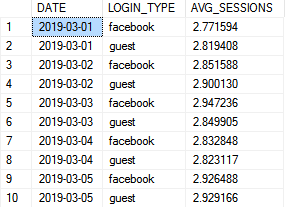 DATE LOGIN_TYPE AVG_SESSIONS
1 2019-03-01 facebook 2.771594
2 2019-03-01 guest 2.819408
3 2019-03-02 facebook 2.851588
4 2019-03-02 guest 2.900130
5 2019-03-03 facebook 2.947236
6 2019-03-03 guest 2.849905
7 2019-03-04 facebook 2.832848
8 2019-03-04 guest 2.823117
9 2019-03-05 facebook 2.926488
10 2019-03-05 guest 2.929166